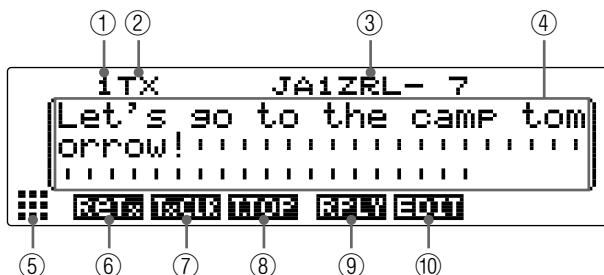 ① ② ③ ④
1TX JA1ZRL- 7
Let's go to the camp tom
orrow!
ReTx TxCLR T.TOP RPLY EDIT
⑤ ⑥ ⑦ ⑧ ⑨ ⑩